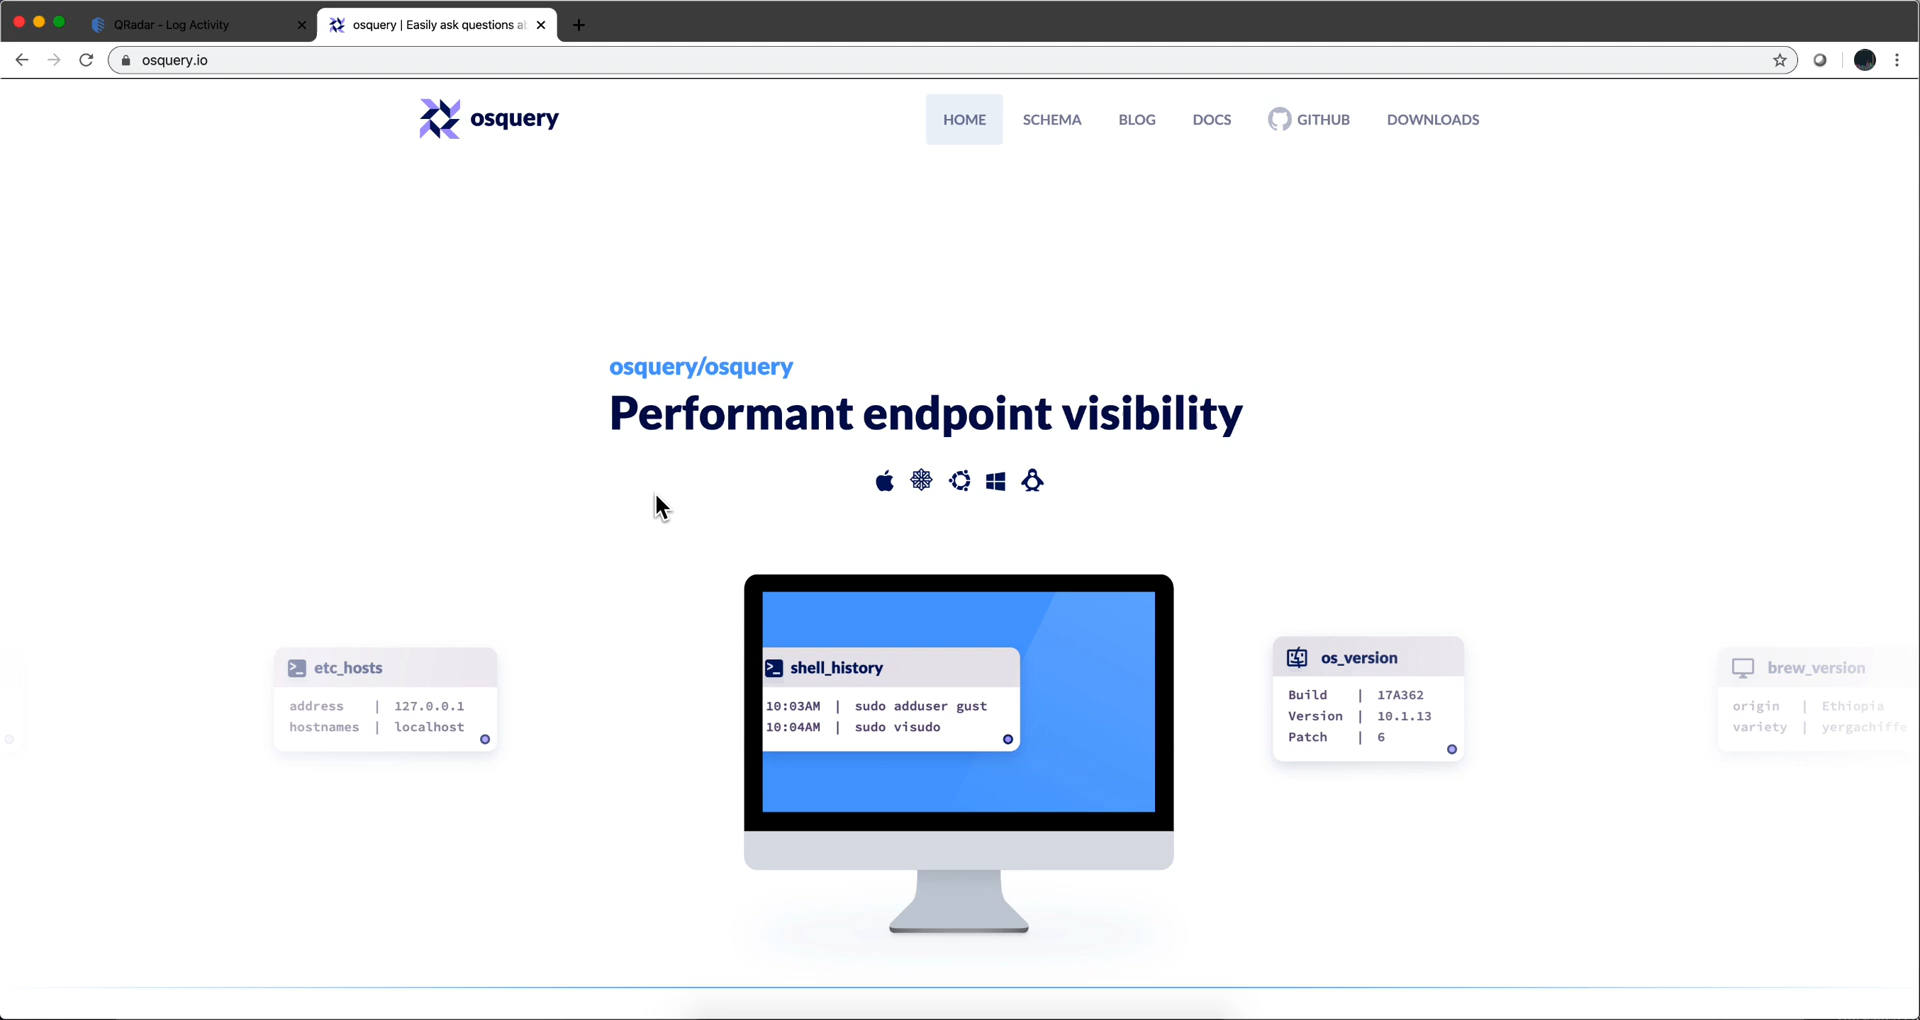 QRadar - Log Activity
osquery | Easily ask questions a
osquery.io
osquery
HOME
SCHEMA
BLOG
DOCS
GITHUB
DOWNLOADS
osquery/osquery
Performant endpoint visibility
etc_hosts
address | 127.0.0.1
hostnames | localhost
shell_history
10:03AM | sudo adduser gust
10:04AM | sudo visudo
os_version
Build | 17A362
Version | 10.1.13
Patch | 6
brew_version
origin | Ethiopia
variety | yergachiffe